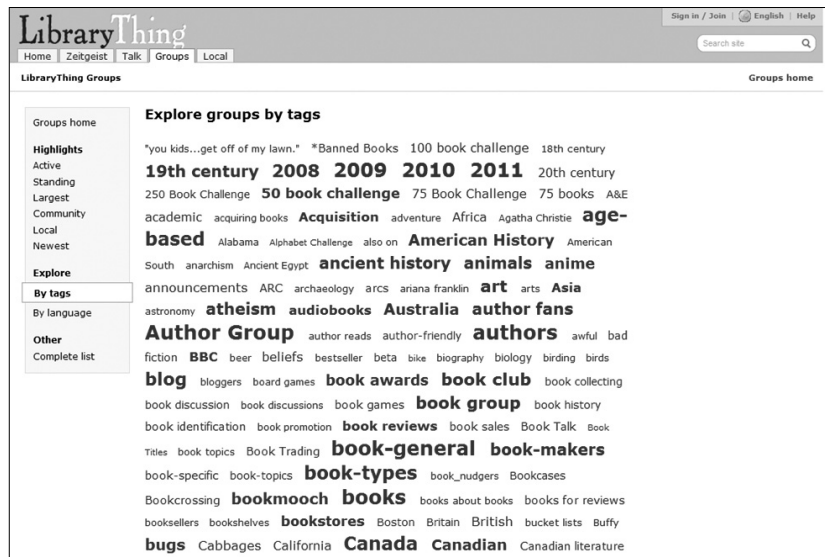 Sign in / Join | English | Help
LibraryThing
Search site
Home Zeitgeist Talk Groups Local
LibraryThing Groups
Groups home
Groups home
Highlights
Active
Standing
Largest
Community
Local
Newest
Explore
By tags
By language
Other
Complete list
Explore groups by tags
"you kids...get off of my lawn." *Banned Books 100 book challenge 18th century
19th century 2008 2009 2010 2011 20th century
250 Book Challenge 50 book challenge 75 Book Challenge 75 books A&E
academic acquiring books Acquisition adventure Africa Agatha Christie age-
based Alabama Alphabet Challenge also on American History American
South anarchism Ancient Egypt ancient history animals anime
announcements ARC archaeology arcs ariana franklin art arts Asia
astronomy atheism audiobooks Australia author fans
Author Group author reads author-friendly authors awful bad
fiction BBC beer beliefs bestseller beta bike biography biology birding birds
blog bloggers board games book awards book club book collecting
book discussion book discussions book games book group book history
book identification book promotion book reviews book sales Book Talk Book
Titles book topics Book Trading book-general book-makers
book-specific book-topics book-types book_nudgers Bookcases
Bookcrossing bookmooch books books about books books for reviews
booksellers bookshelves bookstores Boston Britain British bucket lists Buffy
bugs Cabbages California Canada Canadian Canadian literature